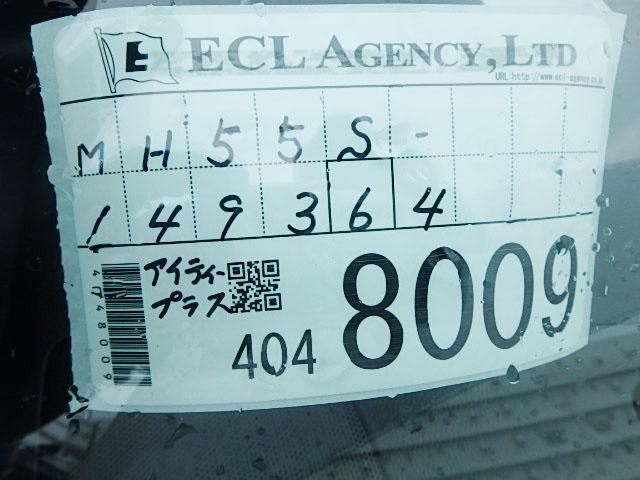 E ECL AGENCY, LTD
URL:http://www.ecl-agency.co.jp
MH55S-
149364
アイティー
プラス
404 8009
4048009